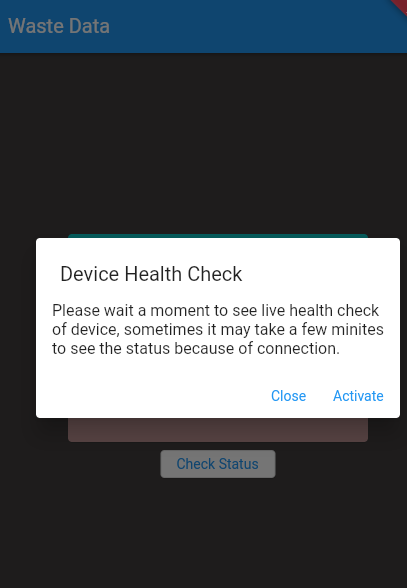 Waste Data
Device Health Check
Please wait a moment to see live health check
of device, sometimes it may take a few minites
to see the status because of connection.
Close Activate
Check Status